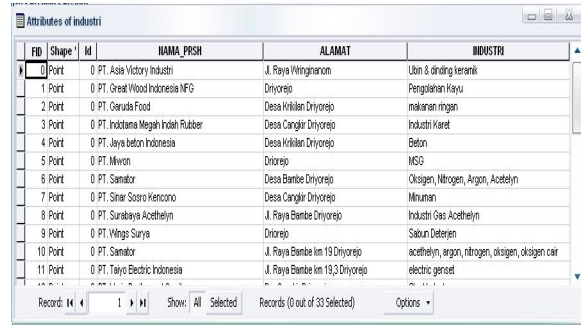 Attributes of industri
FID Shape * Id NAMA_PRSH ALAMAT INDUSTRI
0 Point 0 PT. Asia Victory Industri Jl. Raya Wringinanom Ubin & dinding keramik
1 Point 0 PT. Great Wood Indonesia NFG Driyorejo Pengolahan Kayu
2 Point 0 PT. Garuda Food Desa Krikilan Driyorejo makanan ringan
3 Point 0 PT. Indotama Megah Indah Rubber Desa Cangkir Driyorejo Industri Karet
4 Point 0 PT. Jaya beton Indonesia Desa Krikilan Driyorejo Beton
5 Point 0 PT. Miwon Driorejo MSG
6 Point 0 PT. Samator Desa Bambe Driyorejo Oksigen, Nitrogen, Argon, Acetelyn
7 Point 0 PT. Sinar Sosro Kencono Desa Cangkir Driyorejo Minuman
8 Point 0 PT. Surabaya Acethelyn Jl. Raya Bambe Driyorejo Industri Gas Acethelyn
9 Point 0 PT. Wings Surya Driorejo Sabun Deterjen
10 Point 0 PT. Samator Jl. Raya Bambe km 19 Driyorejo acethelyn, argon, nitrogen, oksigen, oksigen cair
11 Point 0 PT. Taiyo Electric Indonesia Jl. Raya Bambe km 19,3 Driyorejo electric genset
Record: 1 Show: All Selected Records (0 out of 33 Selected) Options